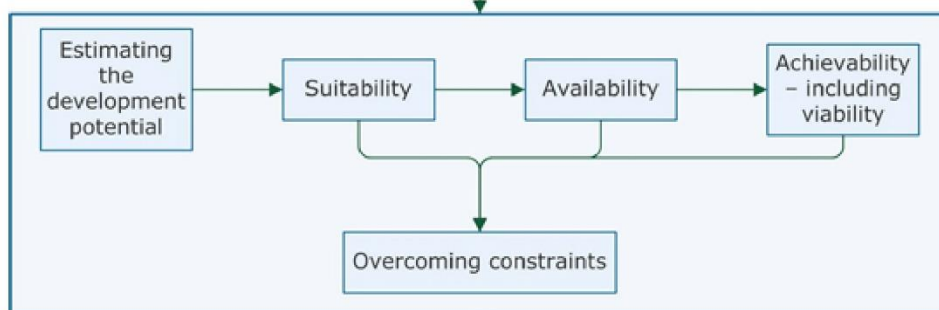 Estimating
the
development
potential
Suitability
Availability
Achievability
– including
viability
Overcoming constraints